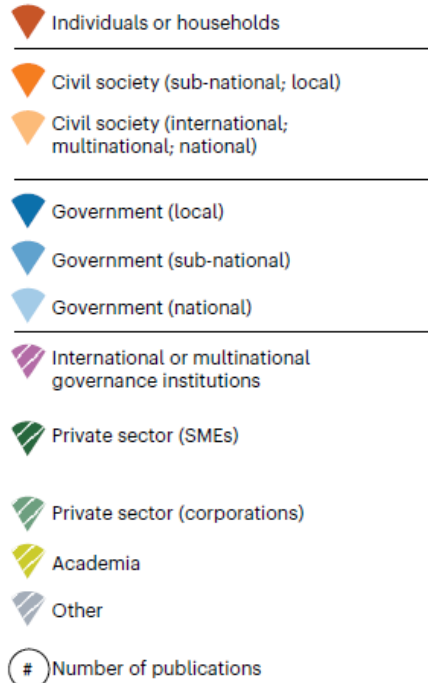 Individuals or households
Civil society (sub-national; local)
Civil society (international;
multinational; national)
Government (local)
Government (sub-national)
Government (national)
International or multinational
governance institutions
Private sector (SMEs)
Private sector (corporations)
Academia
Other
# Number of publications